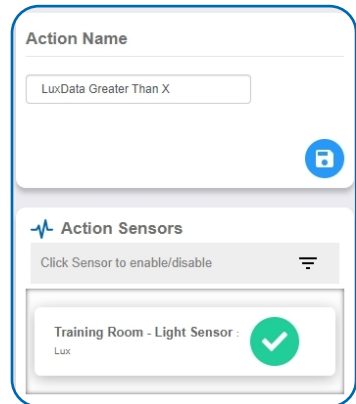 Action Name
LuxData Greater Than X
Action Sensors
Click Sensor to enable/disable
Training Room - Light Sensor :
Lux